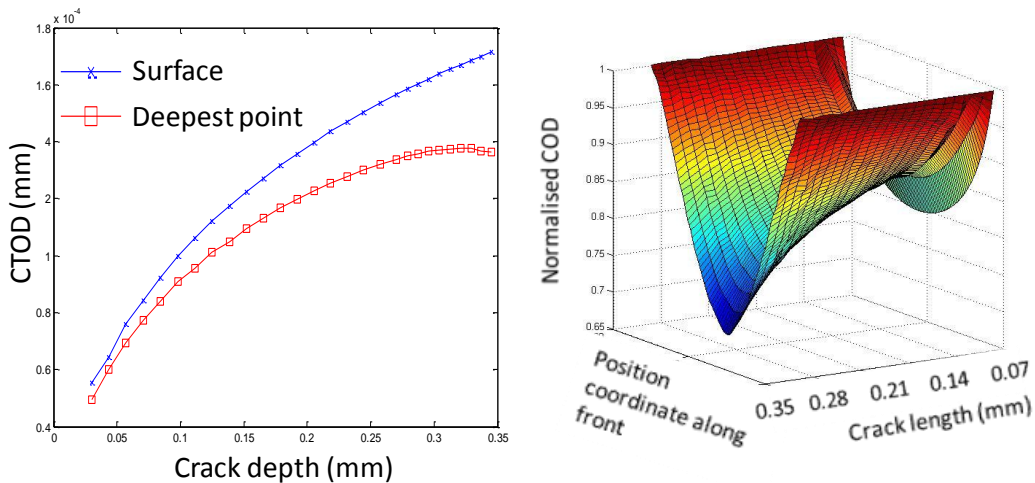 x 10⁻⁴
1.8
1.6
4
2
1
0.8
0.6
0.4
0
0.05
0.1
0.15
0.2
0.25
0.3
0.35
CTOD (mm)
Crack depth (mm)
Surface
Deepest point
1
0.95
0.9
0.85
0.8
0.75
0.7
0.65
Normalised COD
Position
coordinate along
front
0.35 0.28 0.21 0.14 0.07
Crack length (mm)